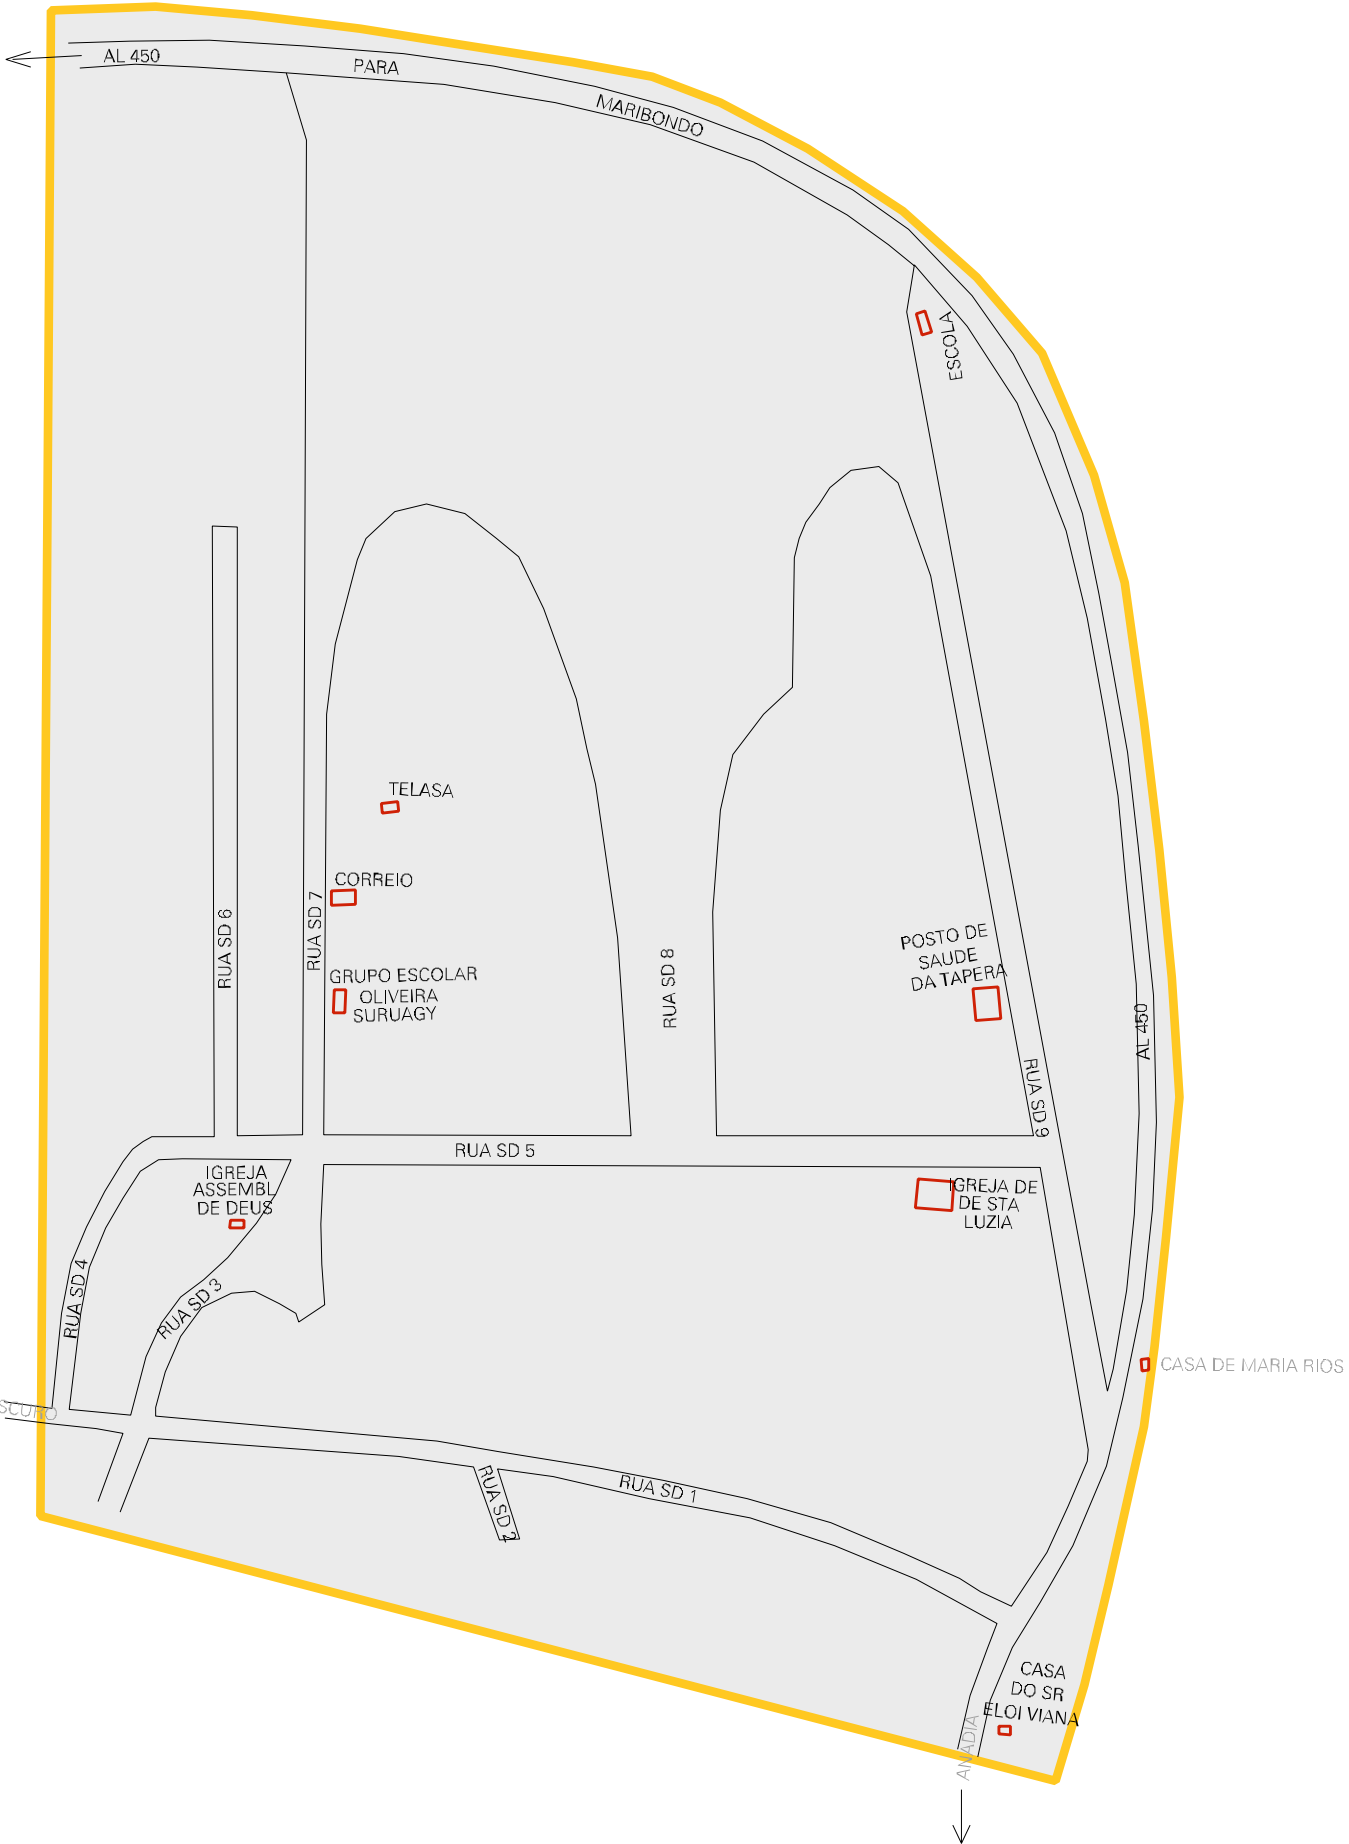 AL 450
PARA
MARIBONDO
ESCOLA
TELASA
CORREIO
RUA SD 6
RUA SD 7
GRUPO ESCOLAR
OLIVEIRA
SURUAGY
RUA SD 8
POSTO DE
SAUDE
DA TAPERA
AL 450
RUA SD 9
RUA SD 5
IGREJA
ASSEMBL
DE DEUS
IGREJA DE
DE STA
LUZIA
RUA SD 4
RUA SD 3
CASA DE MARIA RIOS
SCURO
RUA SD 2
RUA SD 1
CASA
DO SR
ELOI VIANA
ANADIA